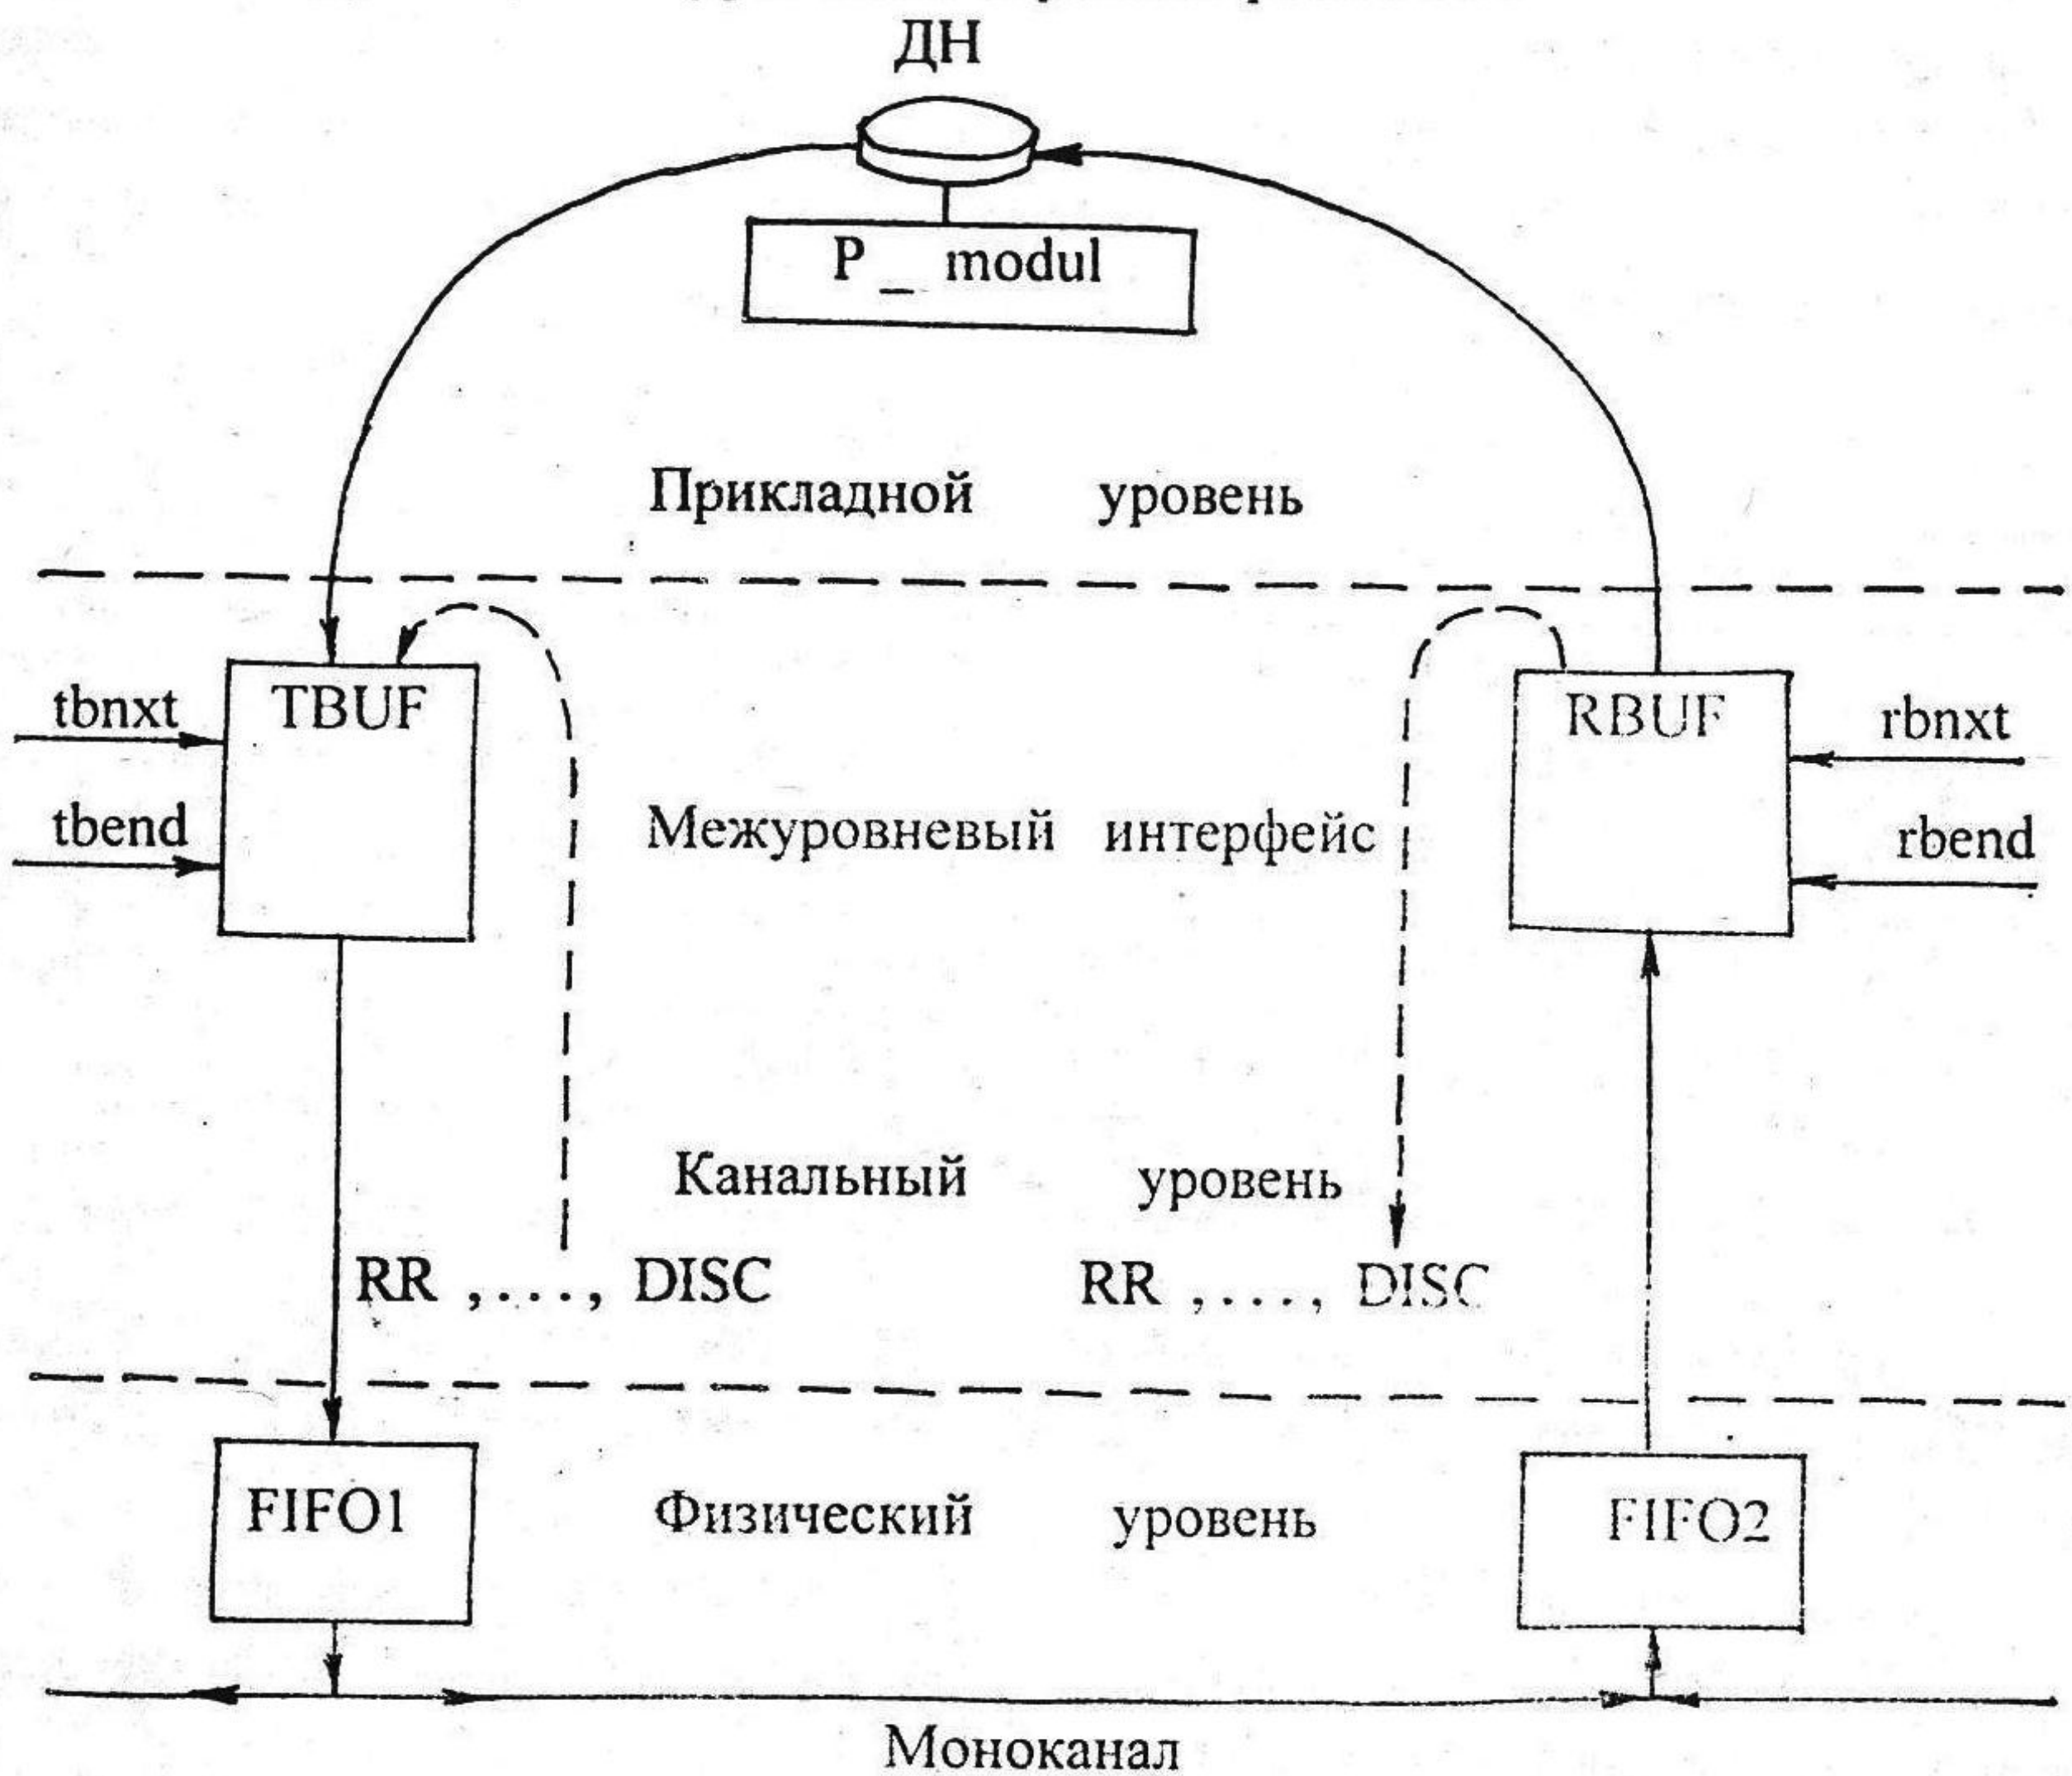 ДН
P _ modul
Прикладной уровень
tbnxt
TBUF
RBUF
rbnxt
tbend
Межуровневый интерфейс
rbend
Канальный уровень
RR ,..., DISC
RR ,..., DISC
FIFO1
Физический уровень
FIFO2
Моноканал